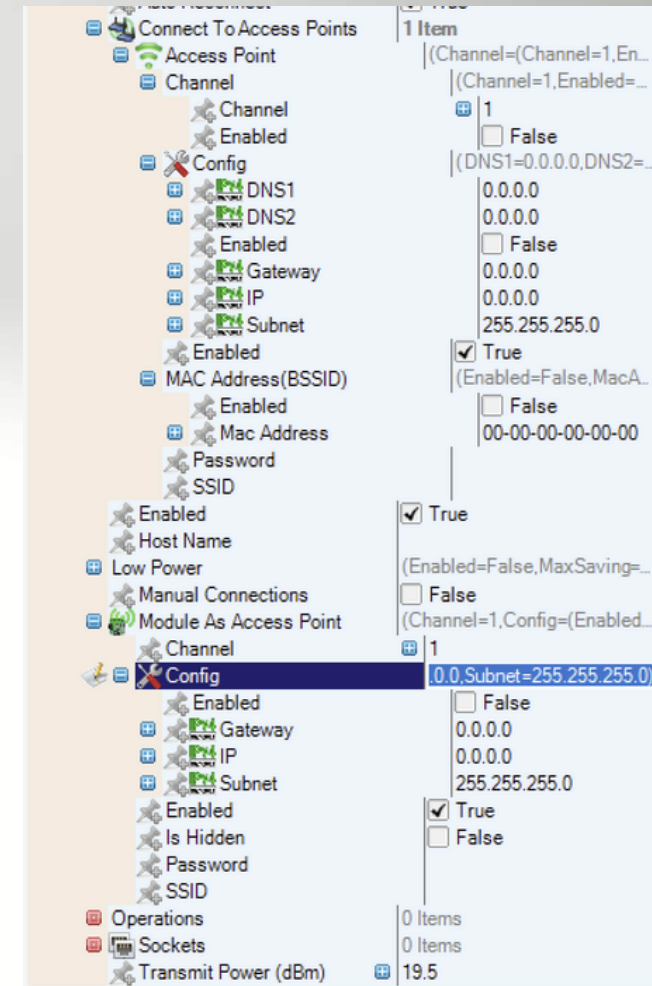 Auto Reconnect True
Connect To Access Points 1 Item
Access Point (Channel=(Channel=1,En...
Channel (Channel=1,Enabled=...
Channel 1
Enabled False
Config (DNS1=0.0.0.0,DNS2=...
DNS1 0.0.0.0
DNS2 0.0.0.0
Enabled False
Gateway 0.0.0.0
IP 0.0.0.0
Subnet 255.255.255.0
Enabled True
MAC Address(BSSID) (Enabled=False,MacA...
Enabled False
Mac Address 00-00-00-00-00-00
Password
SSID
Enabled True
Host Name
Low Power (Enabled=False,MaxSaving=...
Manual Connections False
Module As Access Point (Channel=1,Config=(Enabled...
Channel 1
Config .0.0,Subnet=255.255.255.0)
Enabled False
Gateway 0.0.0.0
IP 0.0.0.0
Subnet 255.255.255.0
Enabled True
Is Hidden False
Password
SSID
Operations 0 Items
Sockets 0 Items
Transmit Power (dBm) 19.5